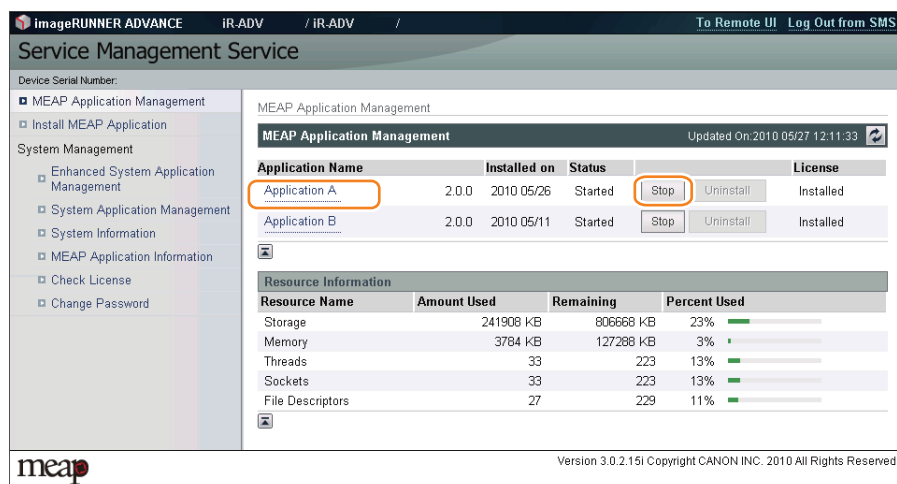 imageRUNNER ADVANCE iR-ADV / iR-ADV / To Remote UI Log Out from SMS
Service Management Service
Device Serial Number:
MEAP Application Management
Install MEAP Application
System Management
Enhanced System Application
Management
System Application Management
System Information
MEAP Application Information
Check License
Change Password
MEAP Application Management
MEAP Application Management Updated On:2010 05/27 12:11:33
Application Name Installed on Status License
Application A 2.0.0 2010 05/26 Started Stop Uninstall Installed
Application B 2.0.0 2010 05/11 Started Stop Uninstall Installed
Resource Information
Resource Name Amount Used Remaining Percent Used
Storage 241908 KB 806668 KB 23%
Memory 3784 KB 127288 KB 3%
Threads 33 223 13%
Sockets 33 223 13%
File Descriptors 27 229 11%
meap Version 3.0.2.15i Copyright CANON INC. 2010 All Rights Reserved